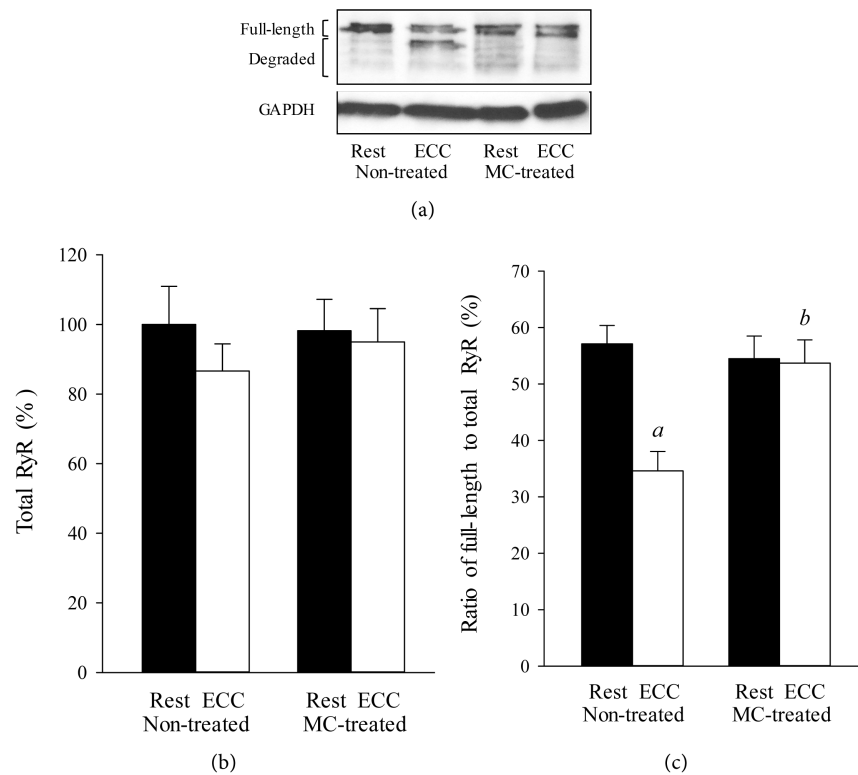 Full-length
Degraded
GAPDH
Rest ECC Rest ECC
Non-treated MC-treated
(a)
Total RyR (%)
120
100
80
60
40
20
0
Rest ECC Rest ECC
Non-treated MC-treated
(b)
Ratio of full-length to total RyR (%)
70
60
50
40
30
20
10
0
a
b
Rest ECC Rest ECC
Non-treated MC-treated
(c)